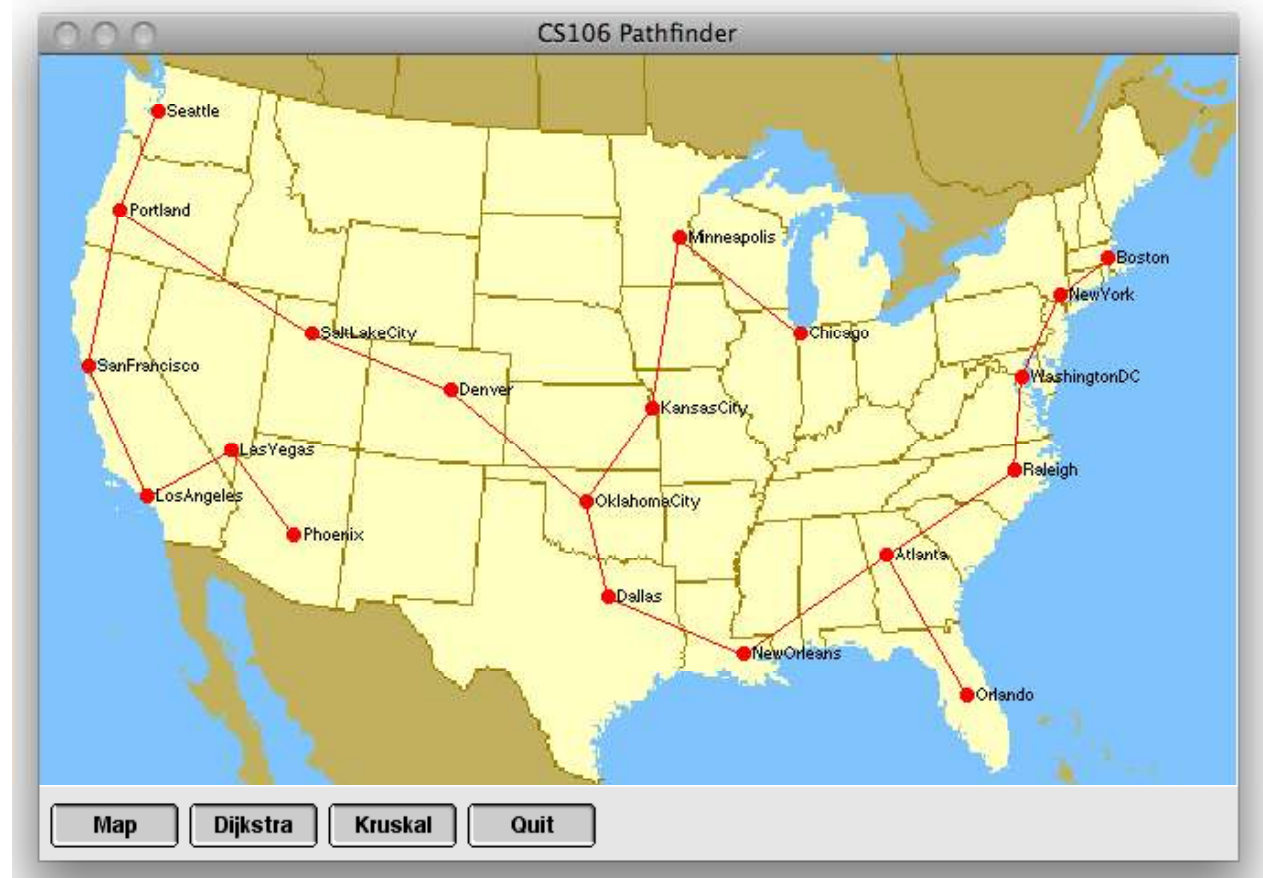 CS106 Pathfinder
Seattle
Portland
Minneapolis
Boston
NewYork
SaltLakeCity
Chicago
SanFrancisco
WashingtonDC
Denver
KansasCity
LasVegas
Raleigh
LosAngeles
OklahomaCity
Phoenix
Atlanta
Dallas
NewOrleans
Orlando
Map
Dijkstra
Kruskal
Quit